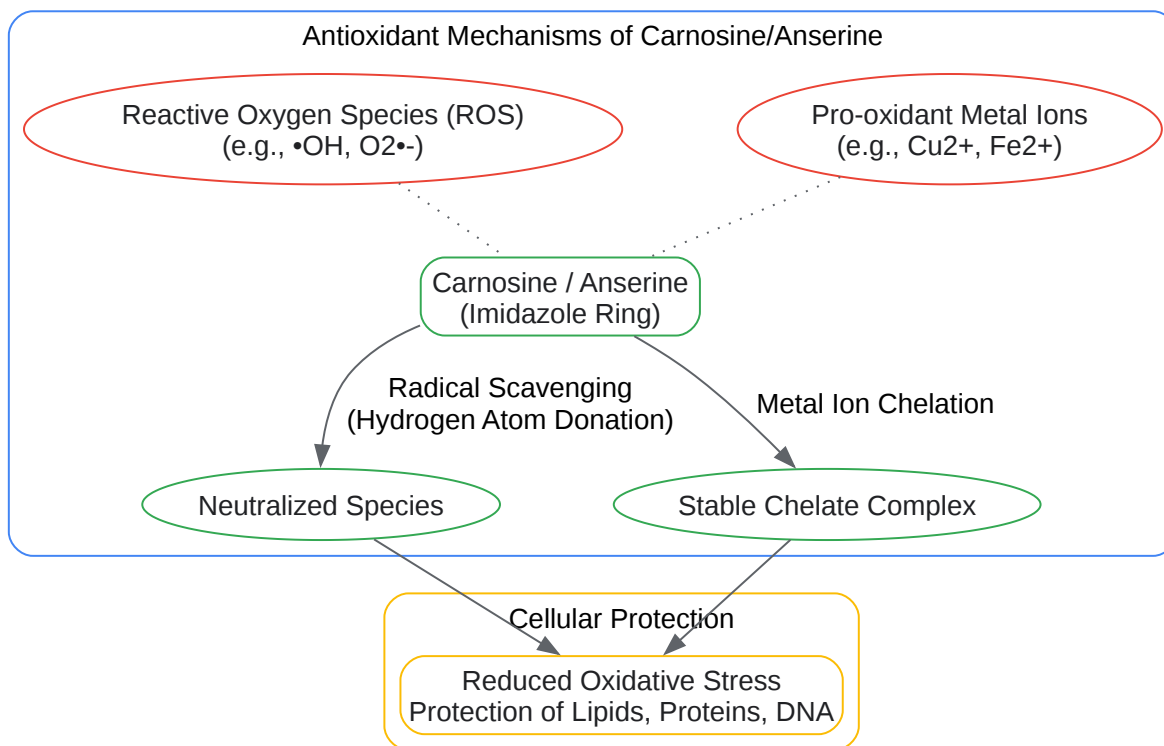 Antioxidant Mechanisms of Carnosine/Anserine
Reactive Oxygen Species (ROS)
(e.g., •OH, O2•-)
Pro-oxidant Metal Ions
(e.g., Cu2+, Fe2+)
Carnosine / Anserine
(Imidazole Ring)
Radical Scavenging
(Hydrogen Atom Donation)
Metal Ion Chelation
Neutralized Species
Stable Chelate Complex
Cellular Protection
Reduced Oxidative Stress
Protection of Lipids, Proteins, DNA